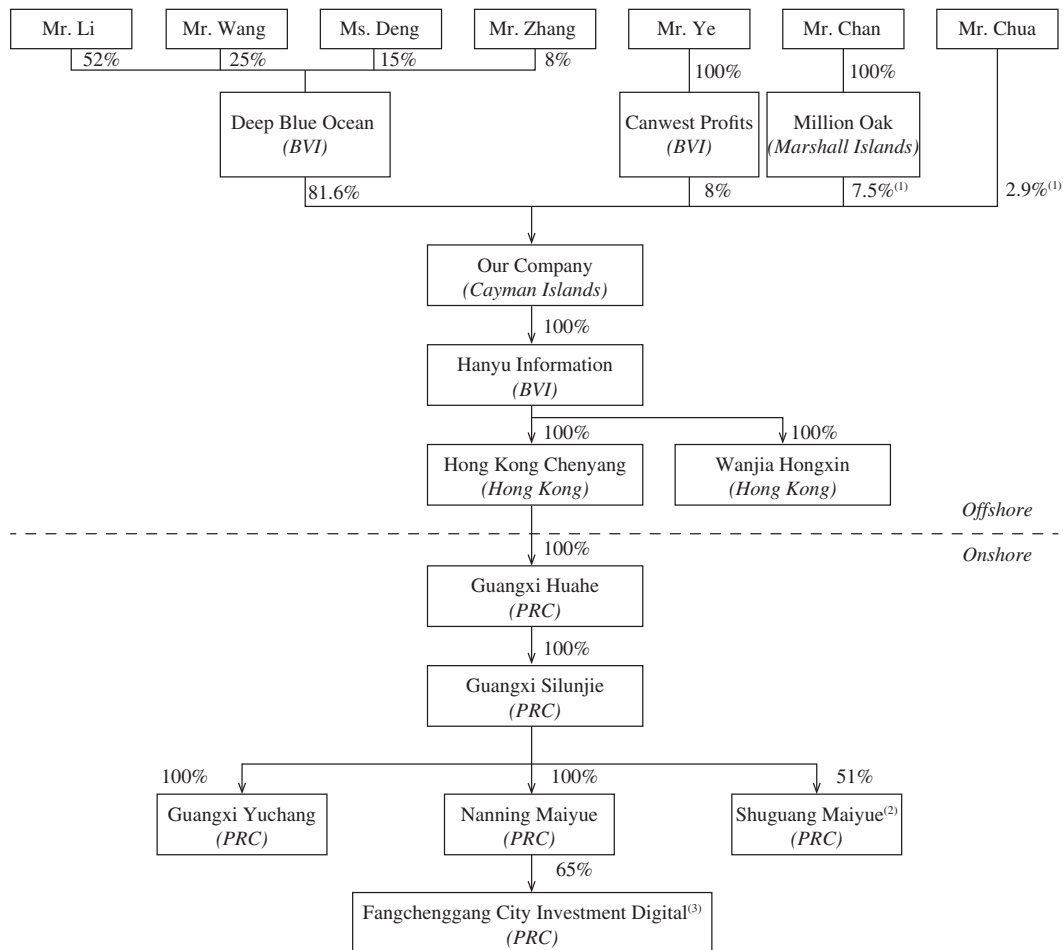 Mr. Li
Mr. Wang
Ms. Deng
Mr. Zhang
Mr. Ye
Mr. Chan
Mr. Chua
52%
25%
15%
8%
100%
100%
Deep Blue Ocean
(BVI)
Canwest Profits
(BVI)
Million Oak
(Marshall Islands)
81.6%
8%
7.5%(1)
2.9%(1)
Our Company
(Cayman Islands)
100%
Hanyu Information
(BVI)
100%
100%
Hong Kong Chenyang
(Hong Kong)
Wanjia Hongxin
(Hong Kong)
Offshore
Onshore
100%
Guangxi Huahe
(PRC)
100%
Guangxi Silunjie
(PRC)
100%
100%
51%
Guangxi Yuchang
(PRC)
Nanning Maiyue
(PRC)
Shuguang Maiyue(2)
(PRC)
65%
Fangchenggang City Investment Digital(3)
(PRC)